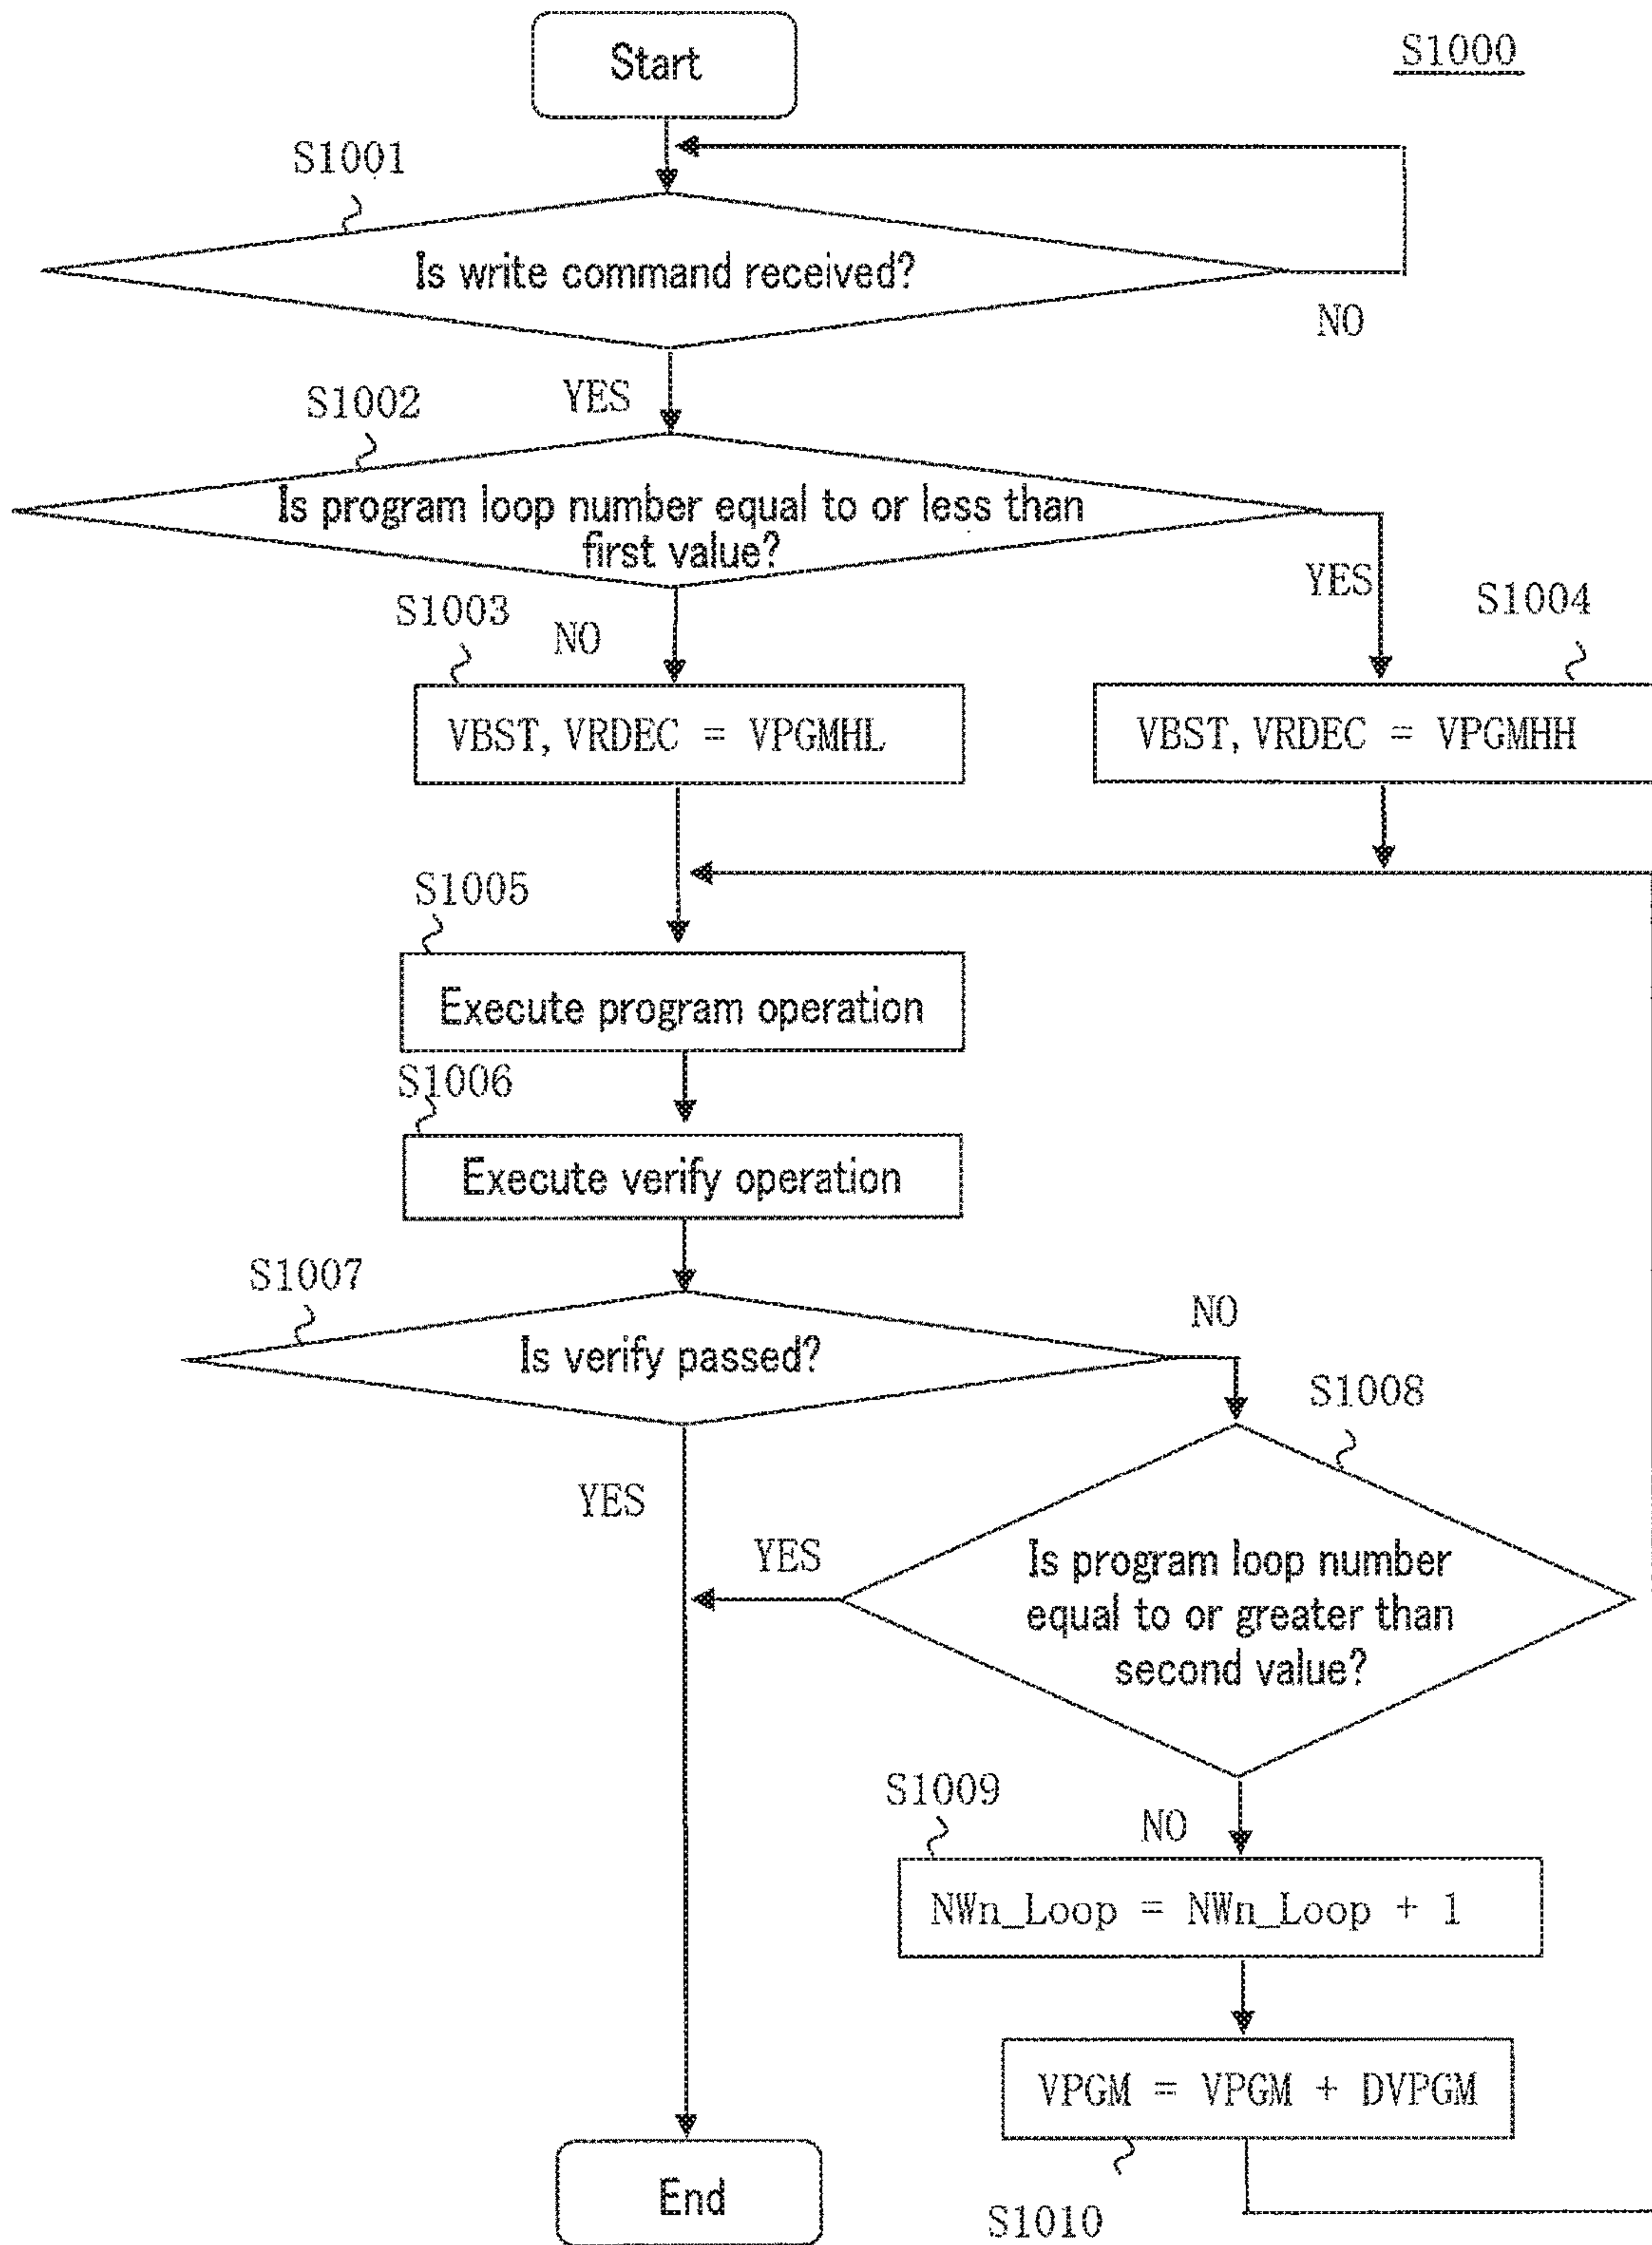 S1000
Start
S1001
Is write command received?
NO
YES
S1002
Is program loop number equal to or less than
first value?
YES
S1003
NO
S1004
VBST, VRDEC = VPGMHL
VBST, VRDEC = VPGMHH
S1005
Execute program operation
S1006
Execute verify operation
S1007
Is verify passed?
NO
S1008
YES
YES
Is program loop number
equal to or greater than
second value?
S1009
NO
NWn_Loop = NWn_Loop + 1
VPGM = VPGM + DVPGM
End
S1010